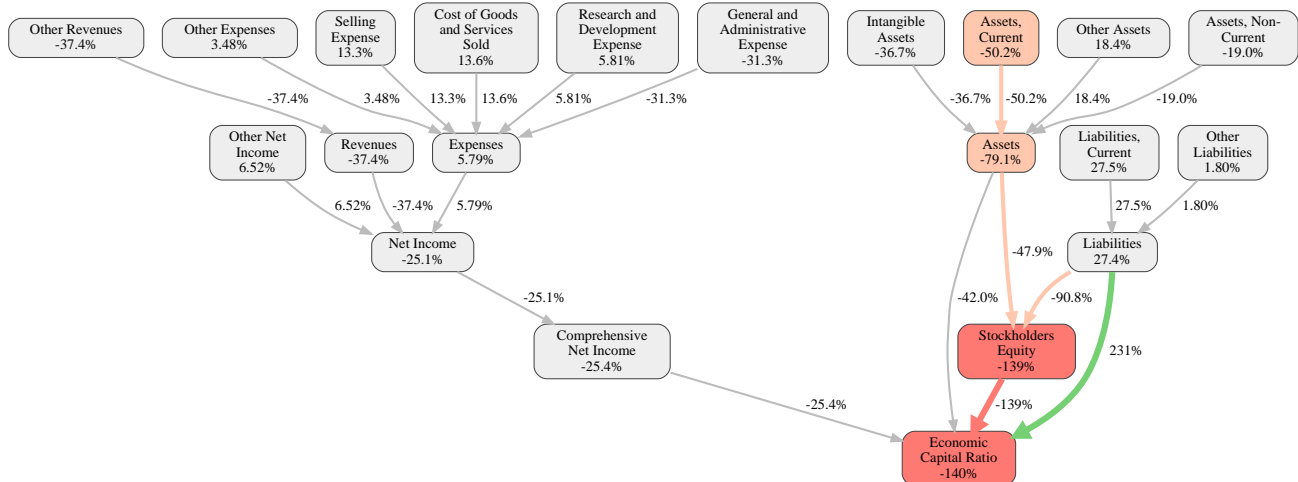 Other Revenues
-37.4%
Other Expenses
3.48%
Selling
Expense
13.3%
Cost of Goods
and Services
Sold
13.6%
Research and
Development
Expense
5.81%
General and
Administrative
Expense
-31.3%
Intangible
Assets
-36.7%
Assets,
Current
-50.2%
Other Assets
18.4%
Assets, Non-
Current
-19.0%
-37.4%
3.48%
13.3%
13.6%
5.81%
-31.3%
-36.7%
-50.2%
18.4%
-19.0%
Other Net
Income
6.52%
Revenues
-37.4%
Expenses
5.79%
Assets
-79.1%
Liabilities,
Current
27.5%
Other
Liabilities
1.80%
6.52%
-37.4%
5.79%
27.5%
1.80%
Net Income
-25.1%
-47.9%
Liabilities
27.4%
-25.1%
-42.0%
-90.8%
Comprehensive
Net Income
-25.4%
Stockholders
Equity
-139%
231%
-25.4%
-139%
Economic
Capital Ratio
-140%